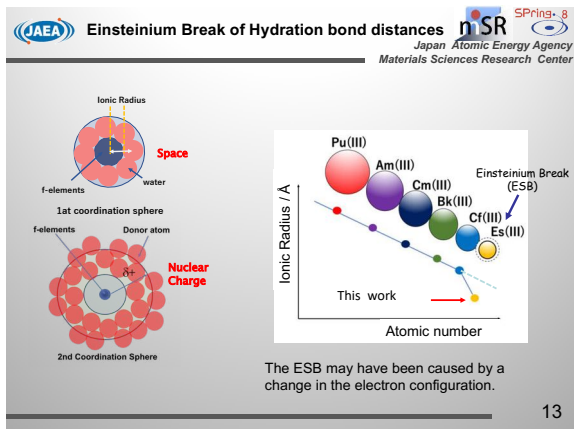 JAEA
Einsteinium Break of Hydration bond distances
mSR
SPring-8
Japan Atomic Energy Agency
Materials Sciences Research Center
Ionic Radius
Space
f-elements
water
1at coordination sphere
f-elements
Donor atom
δ+
Nuclear
Charge
2nd Coordination Sphere
Pu(III)
Am(III)
Cm(III)
Bk(III)
Cf(III)
Es(III)
Einsteinium Break
(ESB)
Ionic Radius / Å
This work
Atomic number
The ESB may have been caused by a
change in the electron configuration.
13